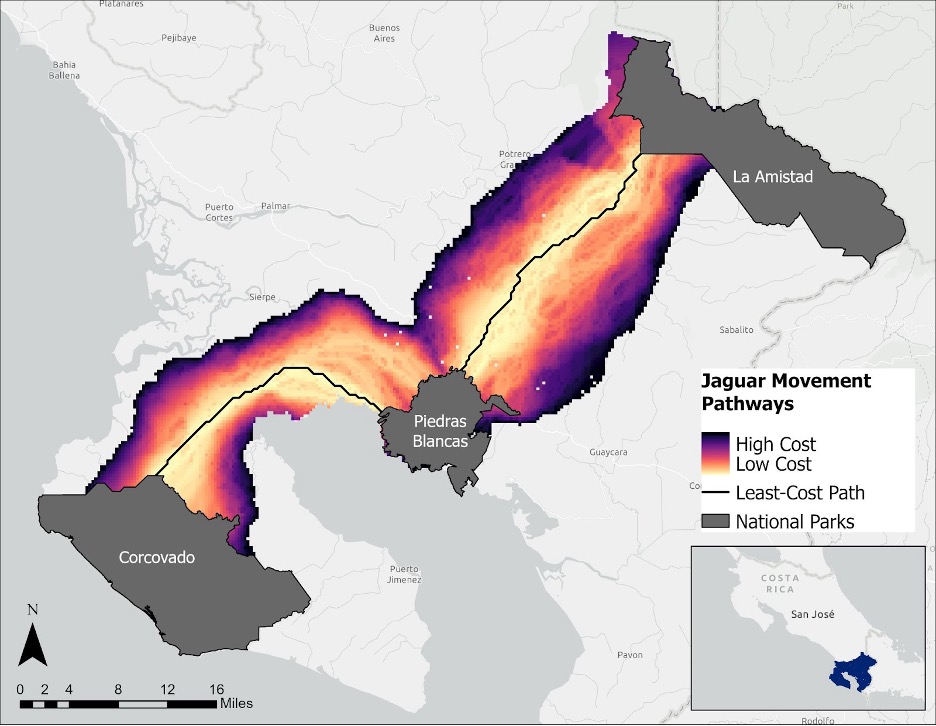 Platanares
Pejibaye
Buenos
Aires
Park
Bahia
Ballena
Potrero
Gra
La Amistad
Puerto
Cortes
Palmar
Sierpe
Sabalito
Jaguar Movement
Pathways
High Cost
Low Cost
Least-Cost Path
National Parks
Piedras
Blancas
Guaycara
Co
Corcovado
Puerto
Jimenez
COSTA
RICA
San José
N
Pavon
0 2 4 8 12 16
Miles
Rodolfo